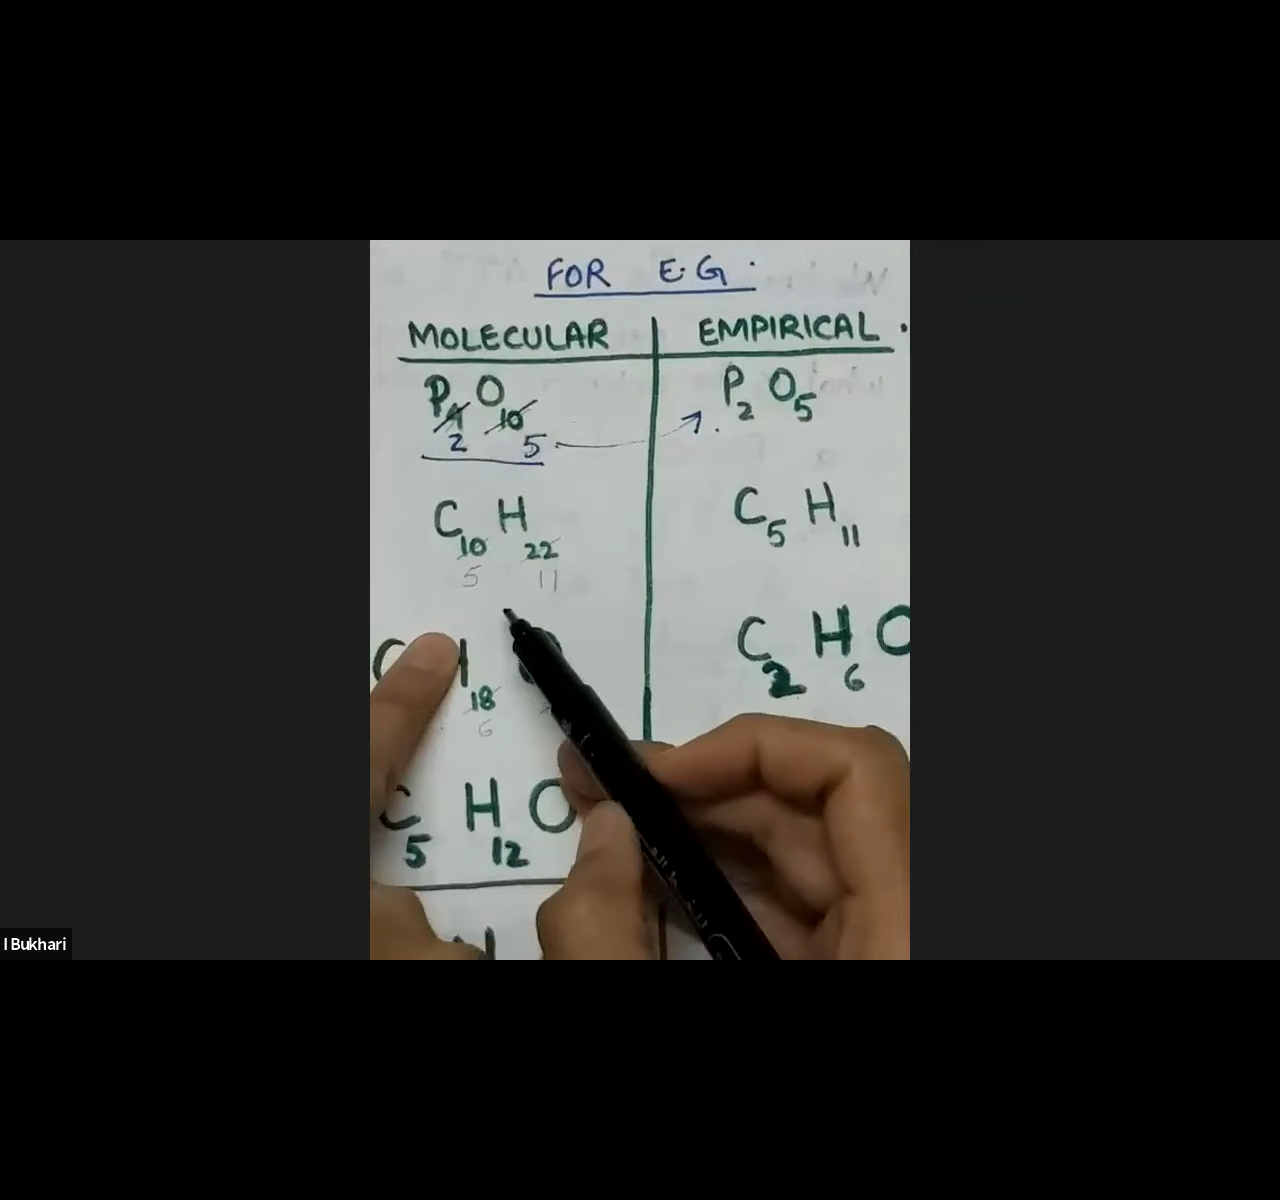 FOR E.G.
MOLECULAR EMPIRICAL.
P4 O10 P2 O5
2 5
C10 H22 C5 H11
5 11
C H18 C2 H6 O
6
C5 H12 O
I Bukhari